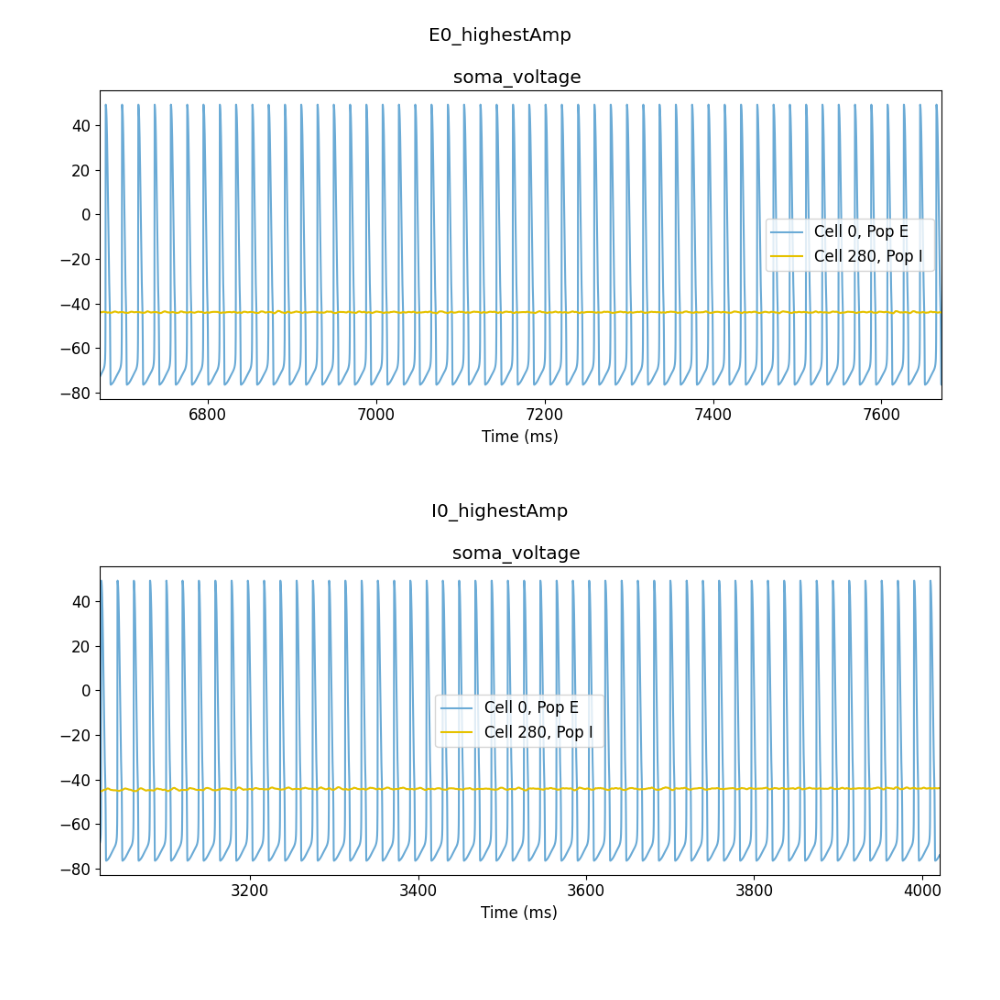 E0_highestAmp
soma_voltage
40
20
0
−20
−40
−60
−80
Cell 0, Pop E
Cell 280, Pop I
6800 7000 7200 7400 7600
Time (ms)
I0_highestAmp
soma_voltage
40
20
0
−20
−40
−60
−80
Cell 0, Pop E
Cell 280, Pop I
3200 3400 3600 3800 4000
Time (ms)